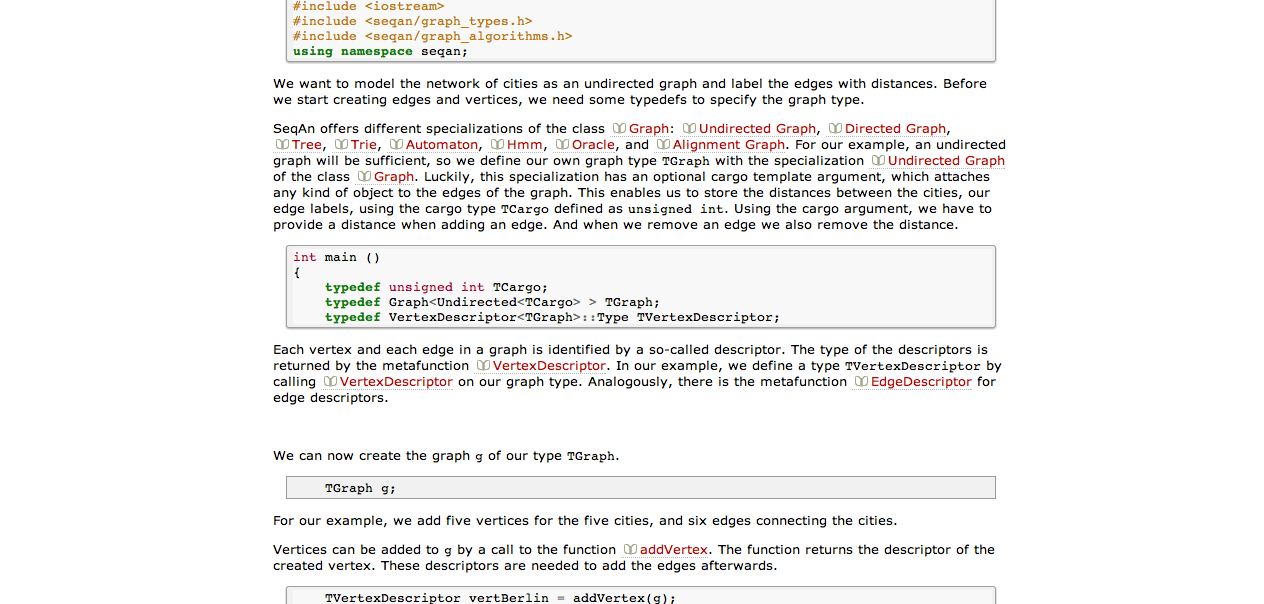 #include <iostream>
#include <seqan/graph_types.h>
#include <seqan/graph_algorithms.h>
using namespace seqan;
We want to model the network of cities as an undirected graph and label the edges with distances. Before
we start creating edges and vertices, we need some typedefs to specify the graph type.
SeqAn offers different specializations of the class Graph: Undirected Graph, Directed Graph,
Tree, Trie, Automaton, Hmm, Oracle, and Alignment Graph. For our example, an undirected
graph will be sufficient, so we define our own graph type TGraph with the specialization Undirected Graph
of the class Graph. Luckily, this specialization has an optional cargo template argument, which attaches
any kind of object to the edges of the graph. This enables us to store the distances between the cities, our
edge labels, using the cargo type TCargo defined as unsigned int. Using the cargo argument, we have to
provide a distance when adding an edge. And when we remove an edge we also remove the distance.
int main ()
{
    typedef unsigned int TCargo;
    typedef Graph<Undirected<TCargo> > TGraph;
    typedef VertexDescriptor<TGraph>::Type TVertexDescriptor;
Each vertex and each edge in a graph is identified by a so-called descriptor. The type of the descriptors is
returned by the metafunction VertexDescriptor. In our example, we define a type TVertexDescriptor by
calling VertexDescriptor on our graph type. Analogously, there is the metafunction EdgeDescriptor for
edge descriptors.
We can now create the graph g of our type TGraph.
    TGraph g;
For our example, we add five vertices for the five cities, and six edges connecting the cities.
Vertices can be added to g by a call to the function addVertex. The function returns the descriptor of the
created vertex. These descriptors are needed to add the edges afterwards.
    TVertexDescriptor vertBerlin = addVertex(g);